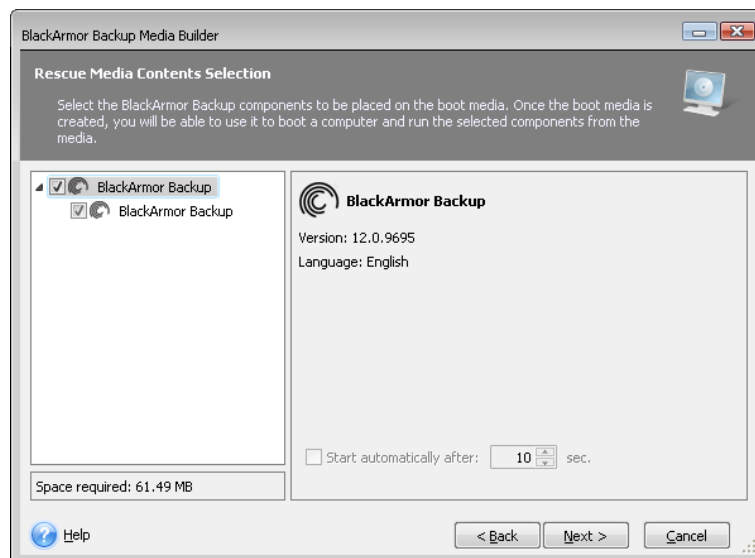 BlackArmor Backup Media Builder
Rescue Media Contents Selection
Select the BlackArmor Backup components to be placed on the boot media. Once the boot media is
created, you will be able to use it to boot a computer and run the selected components from the
media.
BlackArmor Backup
BlackArmor Backup
Space required: 61.49 MB
BlackArmor Backup
Version: 12.0.9695
Language: English
Start automatically after: 10 sec.
Help
< Back
Next >
Cancel